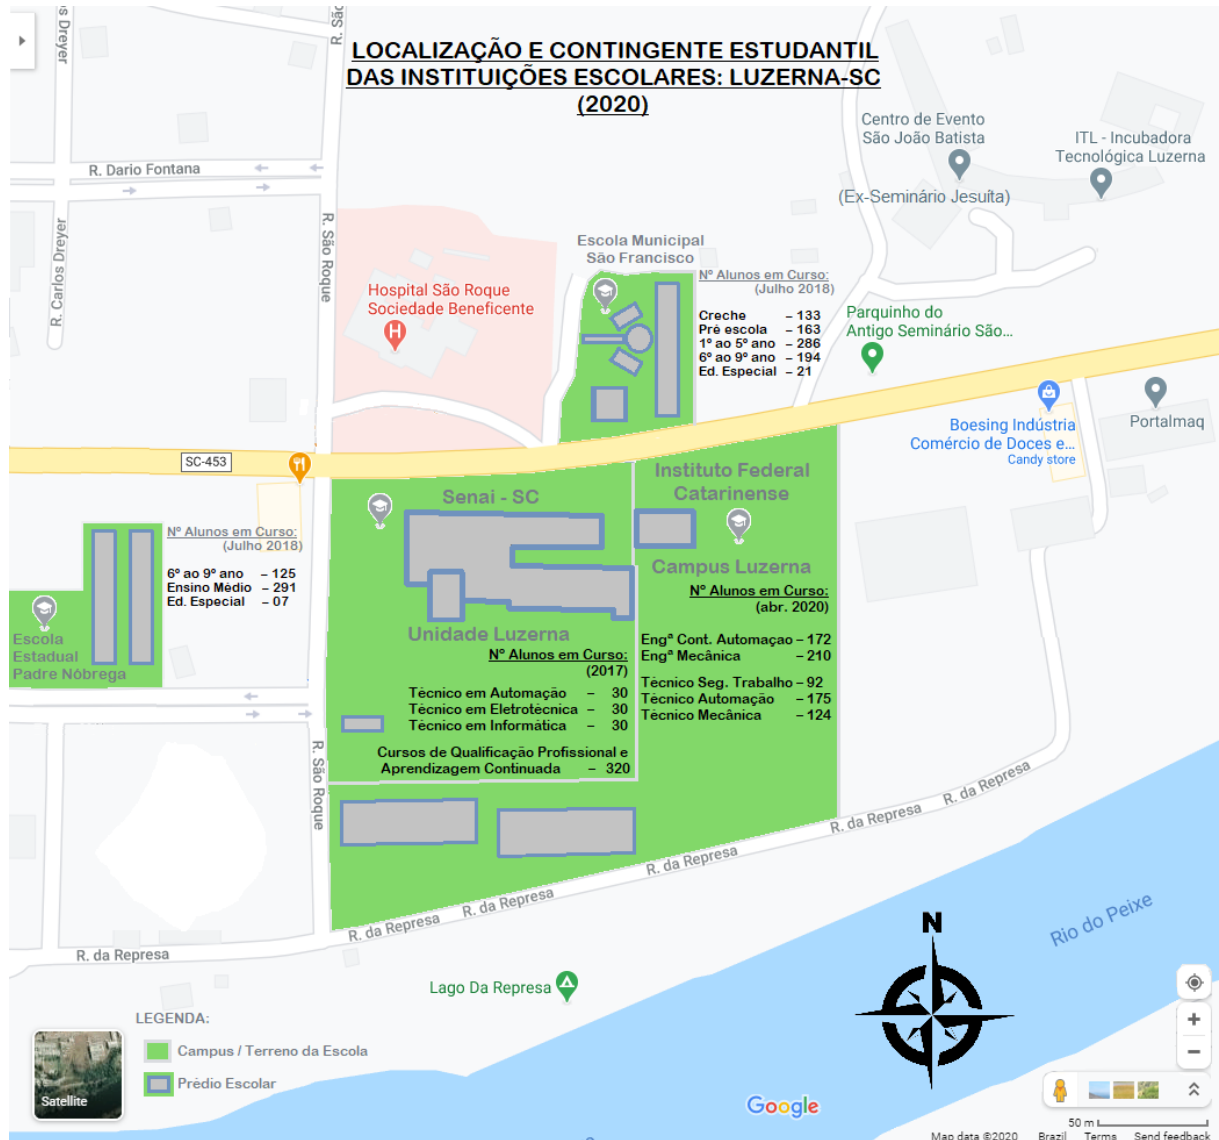 LOCALIZAÇÃO E CONTINGENTE ESTUDANTIL
DAS INSTITUIÇÕES ESCOLARES: LUZERNA-SC
(2020)
s Dreyer
R. São
Centro de Evento
São João Batista
(Ex-Seminário Jesuíta)
ITL - Incubadora
Tecnológica Luzerna
R. Dario Fontana
R. Carlos Dreyer
R. São Roque
Hospital São Roque
Sociedade Beneficente
H
Escola Municipal
São Francisco
Nº Alunos em Curso:
(Julho 2018)
Creche – 133
Pré escola – 163
1º ao 5º ano – 286
6º ao 9º ano – 194
Ed. Especial – 21
Parquinho do
Antigo Seminário São...
Boesing Indústria
Comércio de Doces e...
Candy store
Portalmaq
SC-453
Senai - SC
Unidade Luzerna
Nº Alunos em Curso:
(2017)
Técnico em Automação – 30
Técnico em Eletrotécnica – 30
Técnico em Informática – 30
Cursos de Qualificação Profissional e
Aprendizagem Continuada – 320
Instituto Federal
Catarinense
Campus Luzerna
Nº Alunos em Curso:
(abr. 2020)
Engª Cont. Automaçao – 172
Engª Mecânica – 210
Técnico Seg. Trabalho – 92
Técnico Automação – 175
Técnico Mecânica – 124
Nº Alunos em Curso:
(Julho 2018)
6º ao 9º ano – 125
Ensino Médio – 291
Ed. Especial – 07
Escola
Estadual
Padre Nóbrega
R. São Roque
R. da Represa
R. da Represa
R. da Represa
R. da Represa
R. da Represa
R. da Represa
Rio do Peixe
Lago Da Represa
N
LEGENDA:
Campus / Terreno da Escola
Prédio Escolar
Satellite
Google
50 m
Map data ©2020 Brazil Terms Send feedback